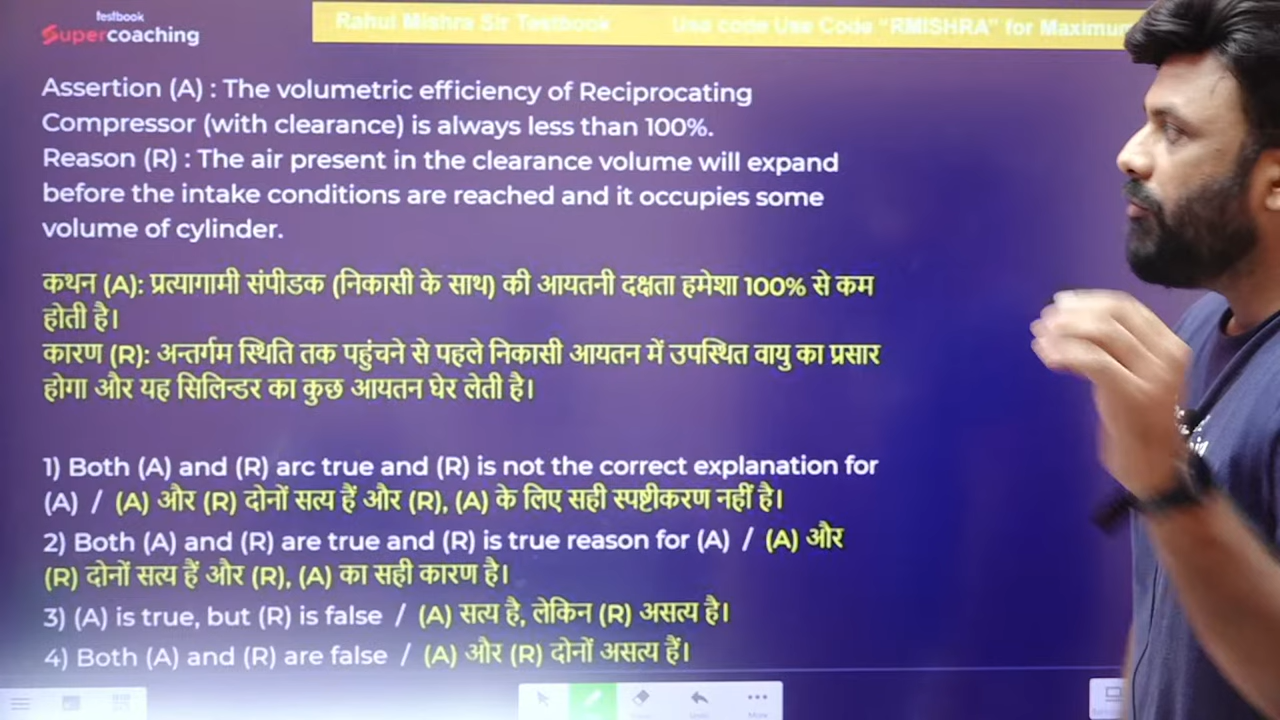 testbook
Supercoaching
Rahul Mishra Sir Testbook Use code Use Code "RMISHRA" for Maximum
Assertion (A) : The volumetric efficiency of Reciprocating
Compressor (with clearance) is always less than 100%.
Reason (R) : The air present in the clearance volume will expand
before the intake conditions are reached and it occupies some
volume of cylinder.
कथन (A): प्रत्यागामी संपीडक (निकासी के साथ) की आयतनी दक्षता हमेशा 100% से कम
होती है।
कारण (R): अन्तर्गम स्थिति तक पहुंचने से पहले निकासी आयतन में उपस्थित वायु का प्रसार
होगा और यह सिलिन्डर का कुछ आयतन घेर लेती है।
1) Both (A) and (R) arc true and (R) is not the correct explanation for
(A) / (A) और (R) दोनों सत्य हैं और (R), (A) के लिए सही स्पष्टीकरण नहीं है।
2) Both (A) and (R) are true and (R) is true reason for (A) / (A) और
(R) दोनों सत्य हैं और (R), (A) का सही कारण है।
3) (A) is true, but (R) is false / (A) सत्य है, लेकिन (R) असत्य है।
4) Both (A) and (R) are false / (A) और (R) दोनों असत्य हैं।
More